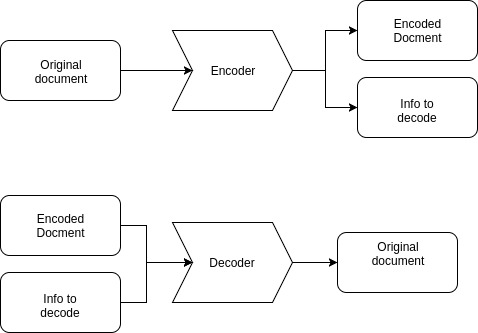 Original
document
Encoder
Encoded
Docment
Info to
decode
Encoded
Docment
Info to
decode
Decoder
Original
document